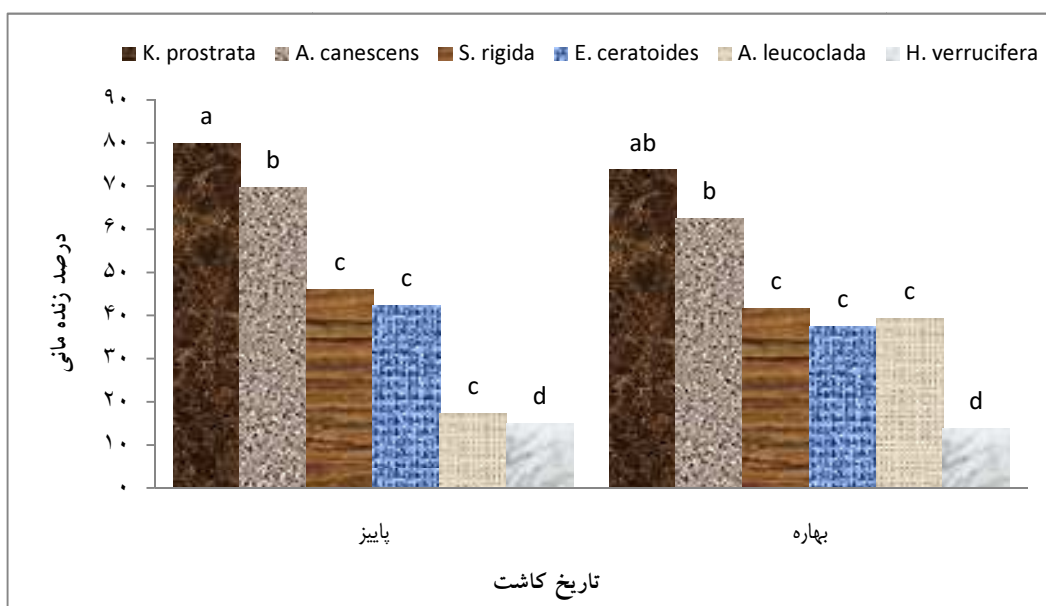 K. prostrata A. canescens S. rigida E. ceratoides A. leucoclada H. verrucifera
درصد زنده مانی
۹۰
۸۰
۷۰
۶۰
۵۰
۴۰
۳۰
۲۰
۱۰
۰
a b c c c d
ab b c c c d
پاییز بهاره
تاریخ کاشت